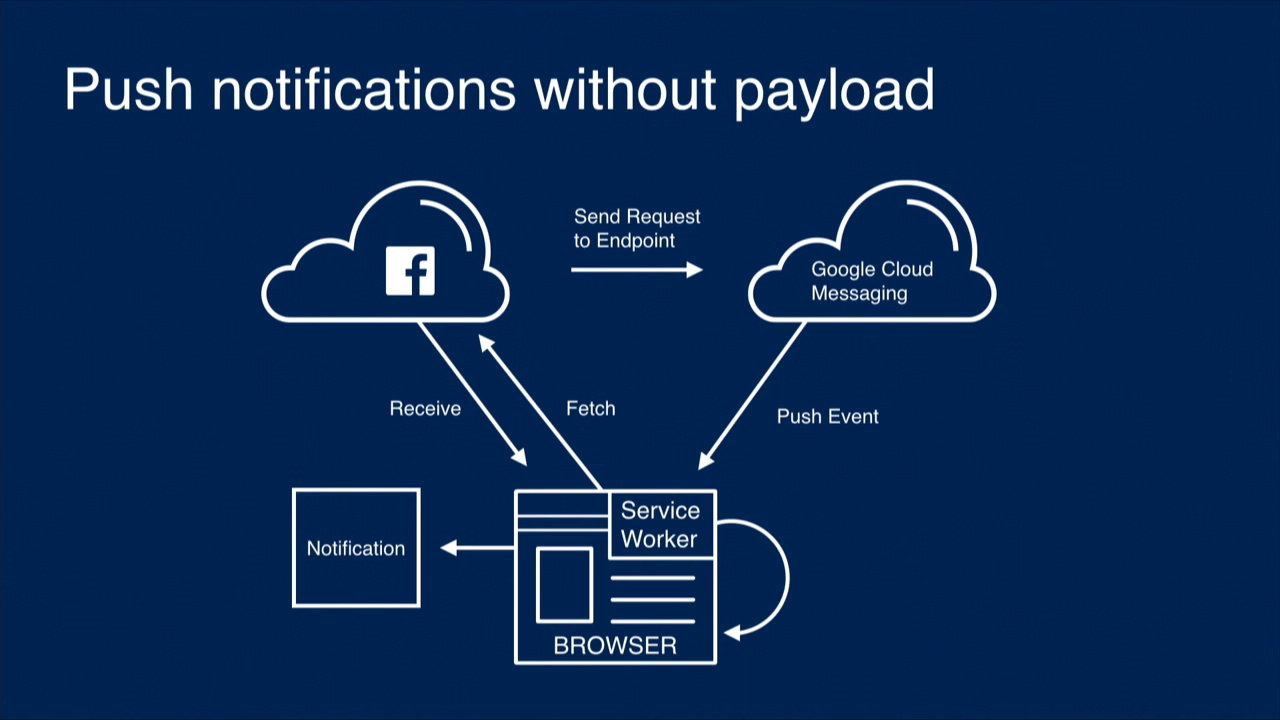 Push notifications without payload
Send Request
to Endpoint
f
Google Cloud
Messaging
Receive
Fetch
Push Event
Notification
Service
Worker
BROWSER